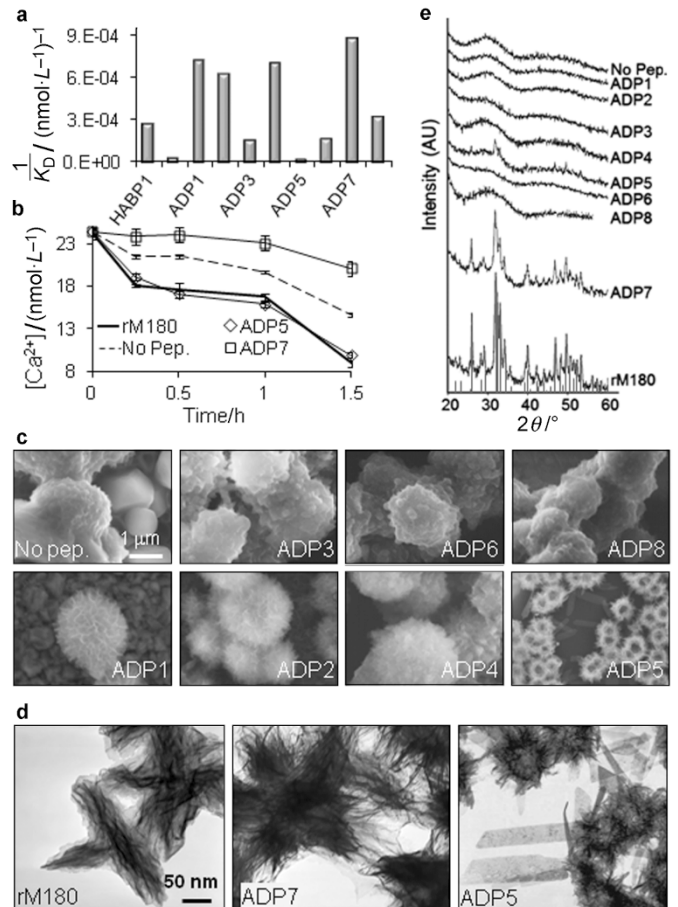 a
1/K_D / (nmol·L⁻¹)⁻¹
9.E-04
6.E-04
3.E-04
0.E+00
HABP1
ADP1
ADP3
ADP5
ADP7
b
[Ca²⁺]/(nmol·L⁻¹)
23
18
13
8
rM180
ADP5
No Pep.
ADP7
0
0.5
1
1.5
Time/h
e
Intensity (AU)
No Pep.
ADP1
ADP2
ADP3
ADP4
ADP5
ADP6
ADP8
ADP7
rM180
20
30
40
50
60
2θ/°
c
No pep.
1 μm
ADP3
ADP6
ADP8
ADP1
ADP2
ADP4
ADP5
d
rM180
50 nm
ADP7
ADP5